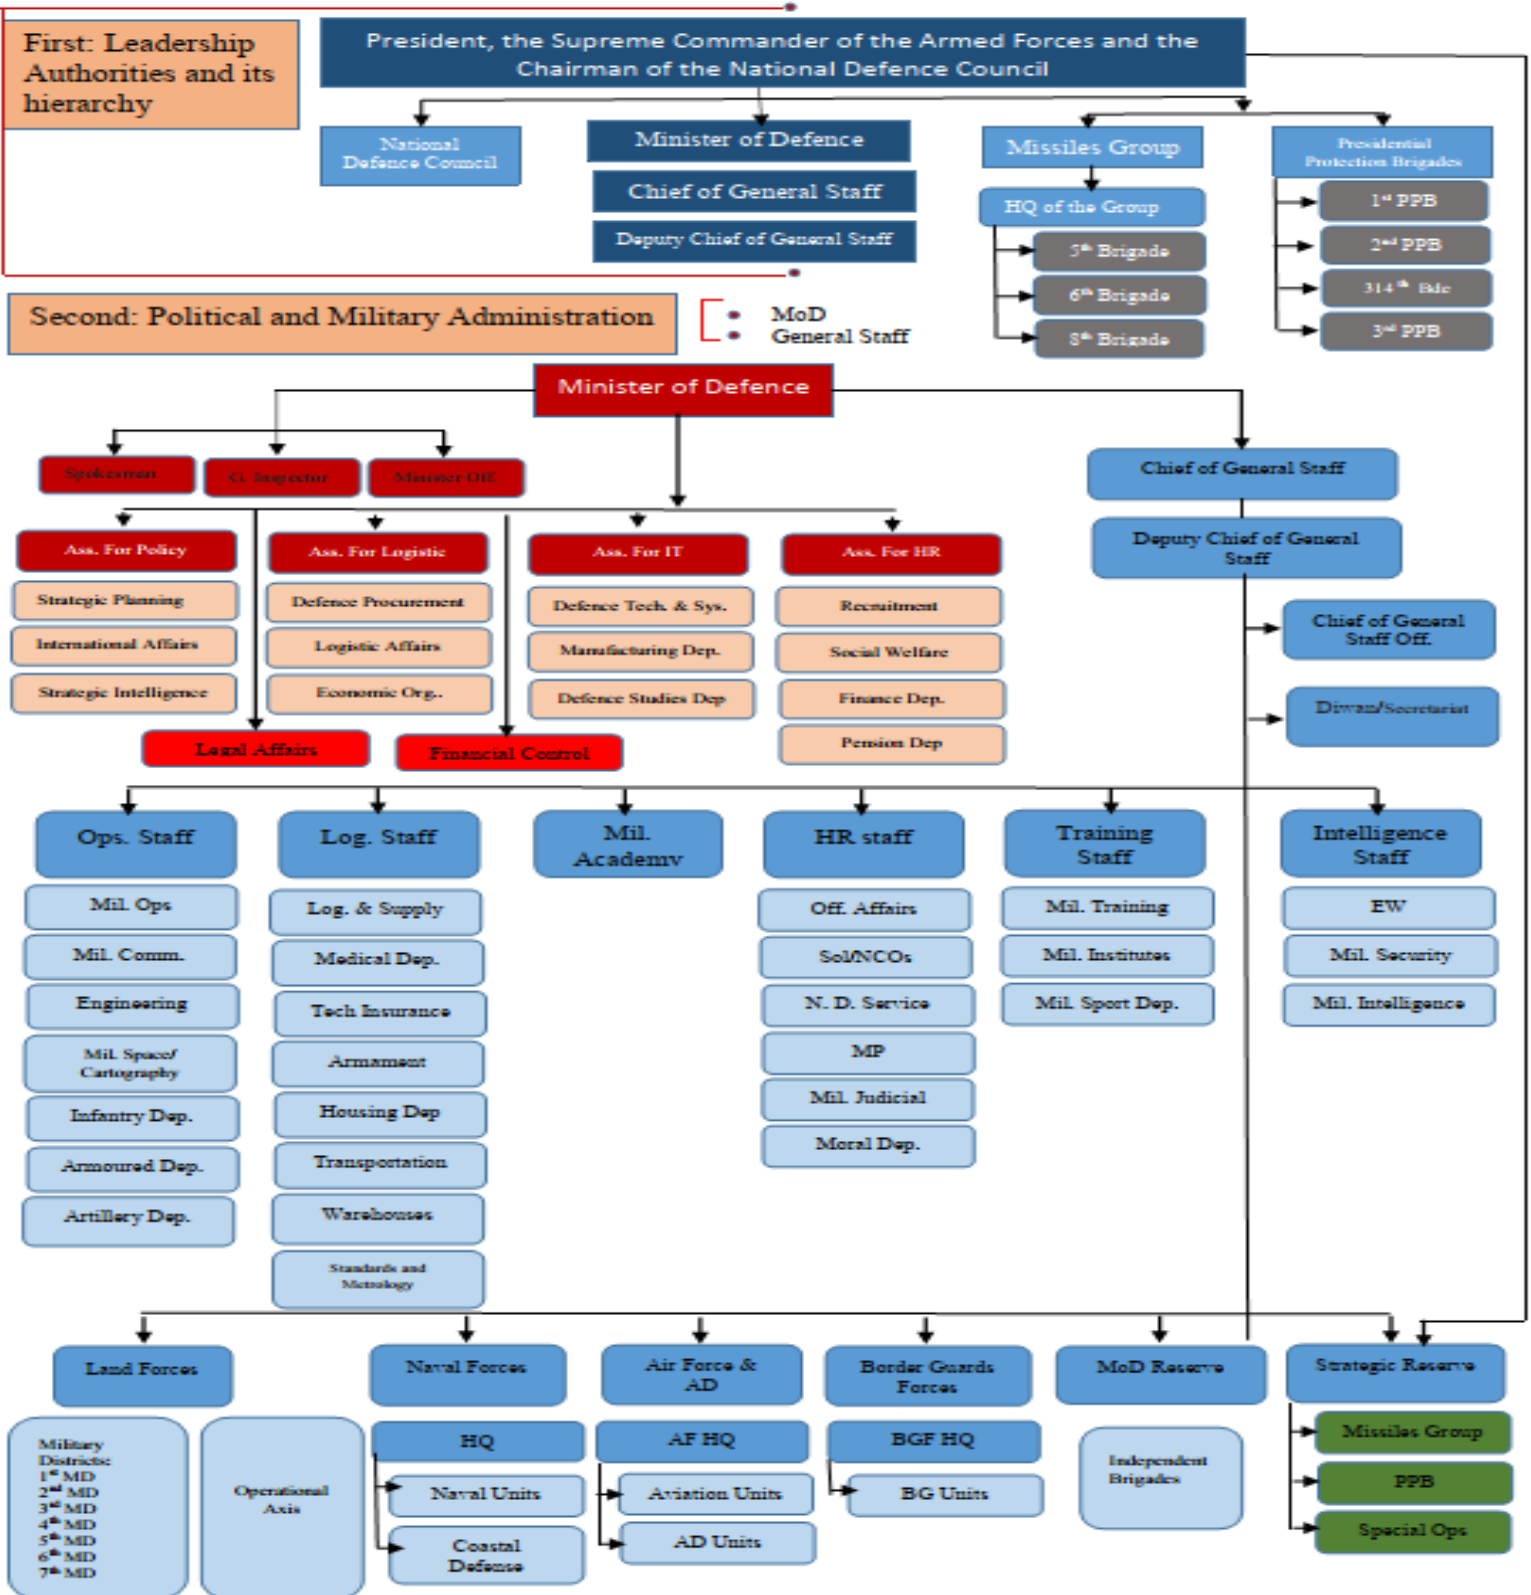 First: Leadership
Authorities and its
hierarchy
President, the Supreme Commander of the Armed Forces and the
Chairman of the National Defence Council
National
Defence Council
Minister of Defence
Chief of General Staff
Deputy Chief of General Staff
Missiles Group
HQ of the Group
5th Brigade
6th Brigade
8th Brigade
Presidential
Protection Brigades
1st PPB
2nd PPB
314th Bde
3rd PPB
Second: Political and Military Administration
MoD
General Staff
Minister of Defence
Spokesman
G. Inspector
Minister Off.
Chief of General Staff
Deputy Chief of General
Staff
Chief of General
Staff Off.
Diwan/Secretariat
Ass. For Policy
Strategic Planning
International Affairs
Strategic Intelligence
Ass. For Logistic
Defence Procurement
Logistic Affairs
Economic Org..
Ass. For IT
Defence Tech. & Sys.
Manufacturing Dep.
Defence Studies Dep
Ass. For HR
Recruitment
Social Welfare
Finance Dep.
Pension Dep
Legal Affairs
Financial Control
Ops. Staff
Mil. Ops
Mil. Comm.
Engineering
Mil. Space/
Cartography
Infantry Dep.
Armoured Dep.
Artillery Dep.
Log. Staff
Log. & Supply
Medical Dep.
Tech Insurance
Armament
Housing Dep
Transportation
Warehouses
Standards and
Metrology
Mil.
Academy
HR staff
Off. Affairs
Sol/NCOs
N. D. Service
MP
Mil. Judicial
Moral Dep.
Training
Staff
Mil. Training
Mil. Institutes
Mil. Sport Dep.
Intelligence
Staff
EW
Mil. Security
Mil. Intelligence
Land Forces
Military
Districts:
1st MD
2nd MD
3rd MD
4th MD
5th MD
6th MD
7th MD
Operational
Axis
Naval Forces
HQ
Naval Units
Coastal
Defense
Air Force &
AD
AF HQ
Aviation Units
AD Units
Border Guards
Forces
BGF HQ
BG Units
MoD Reserve
Independent
Brigades
Strategic Reserve
Missiles Group
PPB
Special Ops